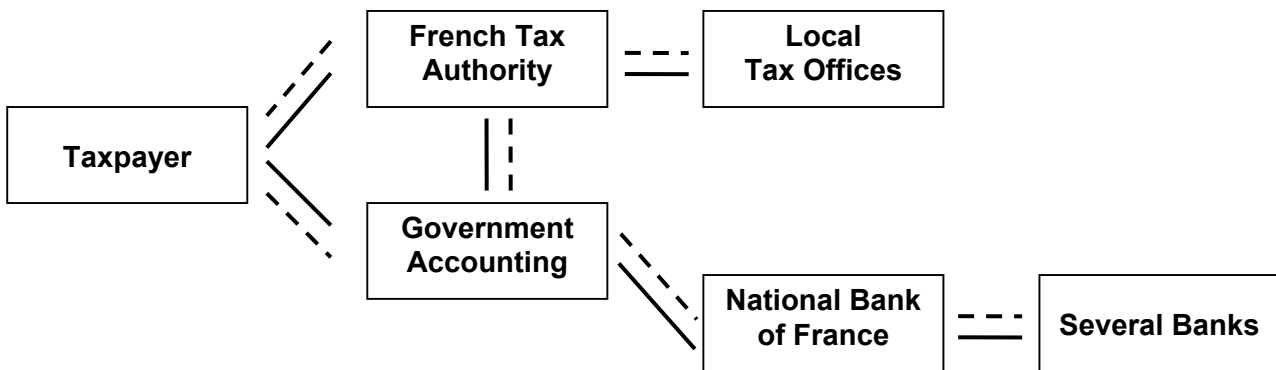 French Tax
Authority
Local
Tax Offices
Taxpayer
Government
Accounting
National Bank
of France
Several Banks